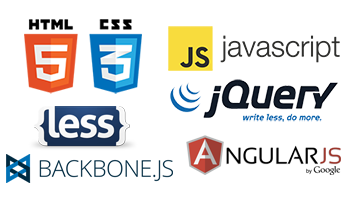 HTML
5
CSS
3
JS javascript
{less}
jQuery
write less, do more.
BACKBONE.JS
ANGULARJS
by Google